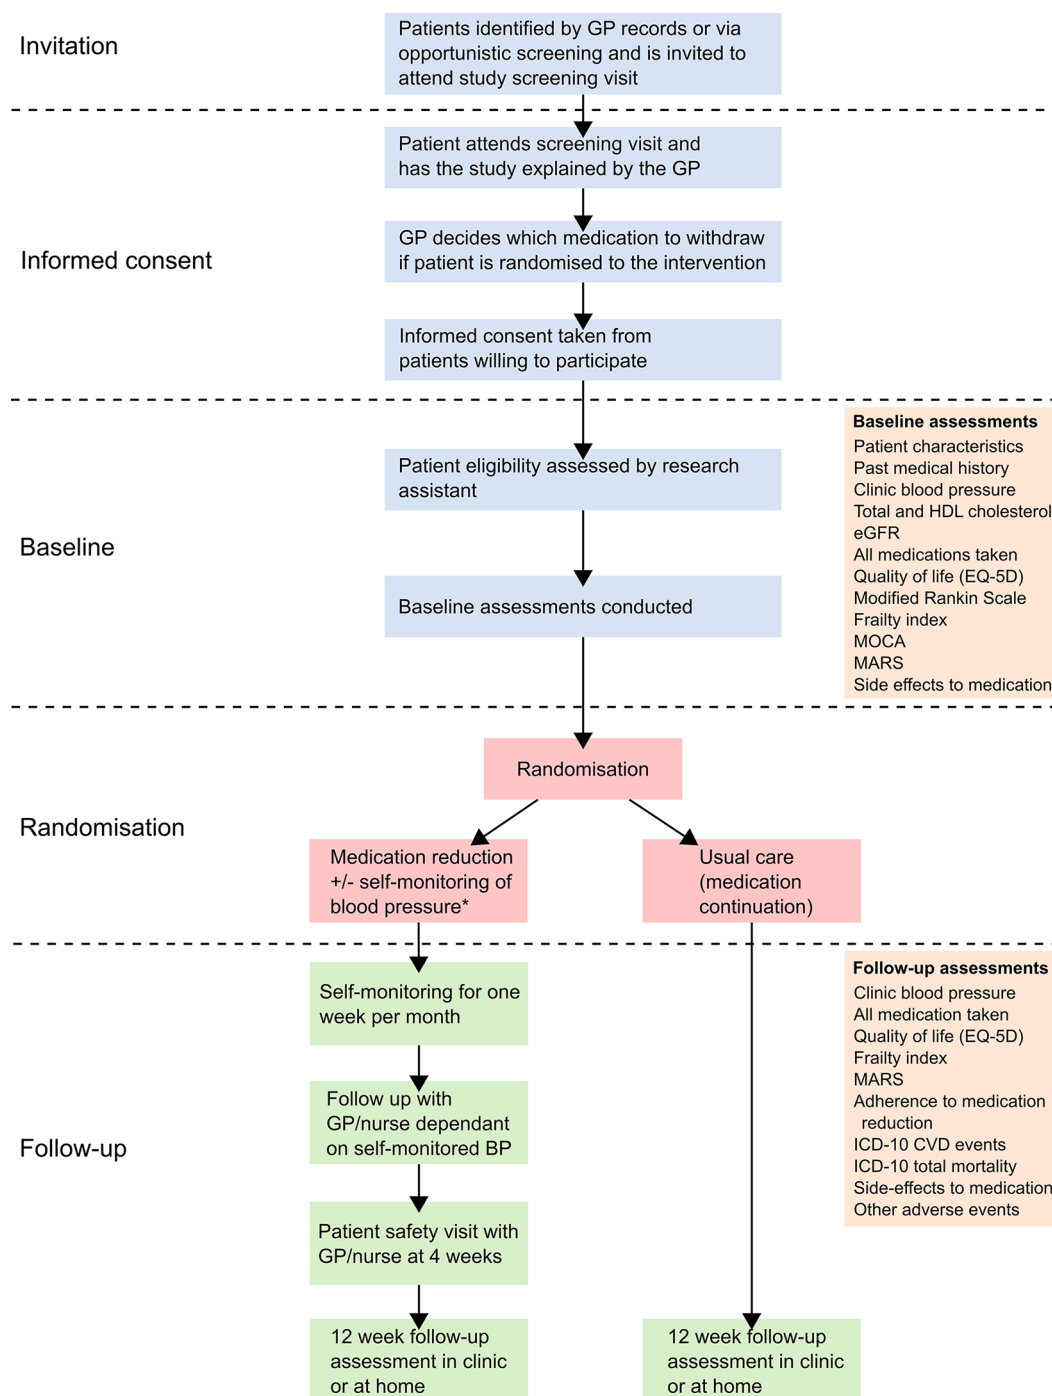 Invitation
Patients identified by GP records or via
opportunistic screening and is invited to
attend study screening visit
Informed consent
Patient attends screening visit and
has the study explained by the GP
GP decides which medication to withdraw
if patient is randomised to the intervention
Informed consent taken from
patients willing to participate
Baseline
Patient eligibility assessed by research
assistant
Baseline assessments conducted
Baseline assessments
Patient characteristics
Past medical history
Clinic blood pressure
Total and HDL cholesterol
eGFR
All medications taken
Quality of life (EQ-5D)
Modified Rankin Scale
Frailty index
MOCA
MARS
Side effects to medication
Randomisation
Randomisation
Medication reduction
+/- self-monitoring of
blood pressure*
Usual care
(medication
continuation)
Follow-up
Self-monitoring for one
week per month
Follow up with
GP/nurse dependant
on self-monitored BP
Patient safety visit with
GP/nurse at 4 weeks
12 week follow-up
assessment in clinic
or at home
12 week follow-up
assessment in clinic
or at home
Follow-up assessments
Clinic blood pressure
All medication taken
Quality of life (EQ-5D)
Frailty index
MARS
Adherence to medication
reduction
ICD-10 CVD events
ICD-10 total mortality
Side-effects to medication
Other adverse events